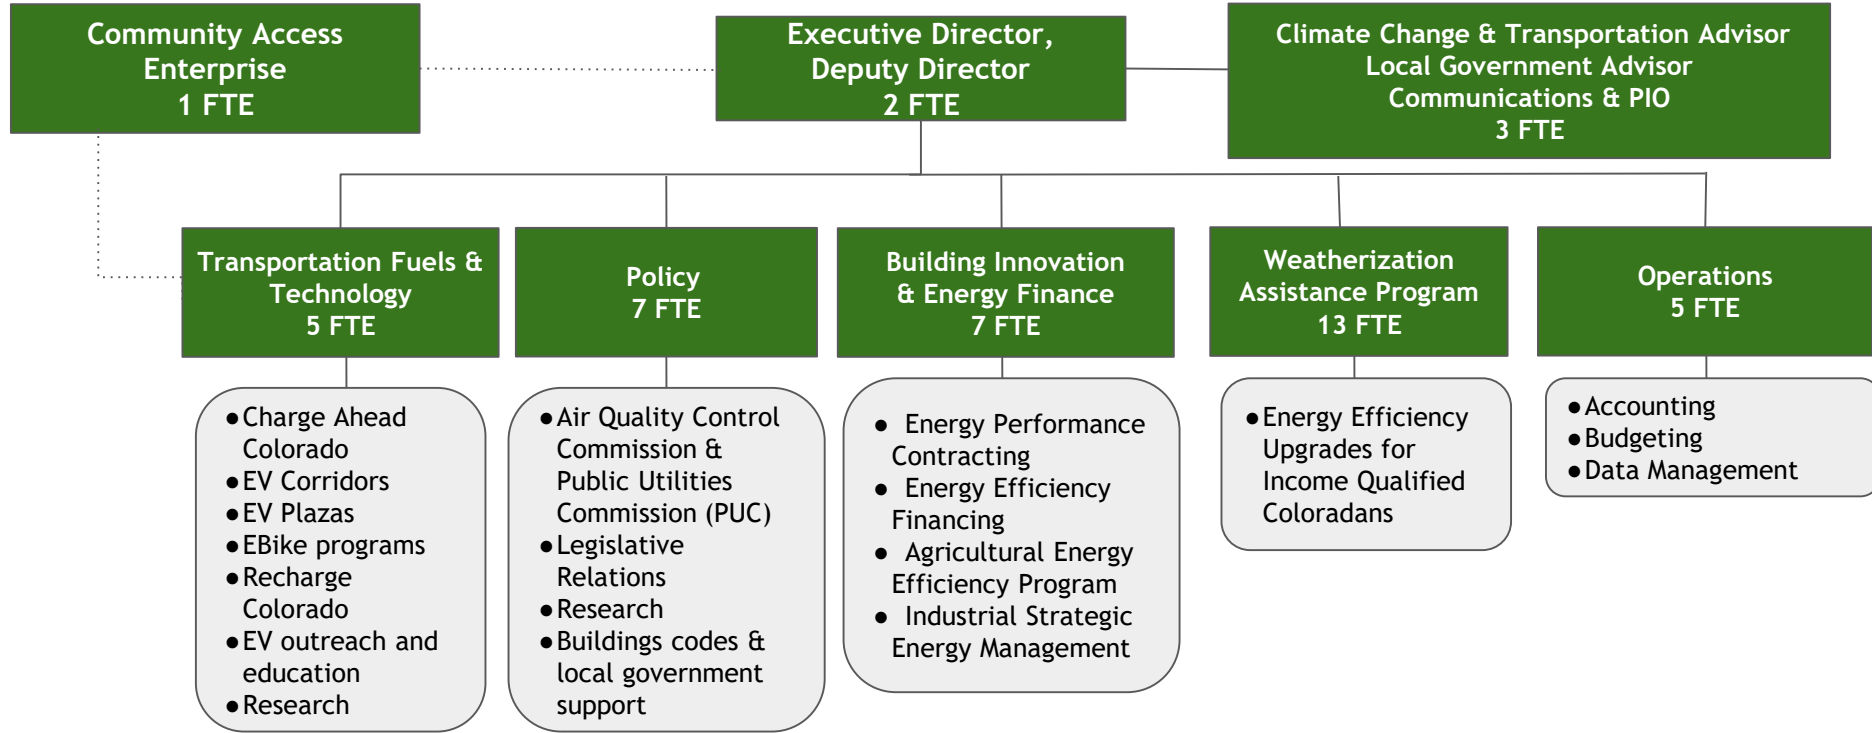 Community Access
Enterprise
1 FTE
Executive Director,
Deputy Director
2 FTE
Climate Change & Transportation Advisor
Local Government Advisor
Communications & PIO
3 FTE
Transportation Fuels &
Technology
5 FTE
Policy
7 FTE
Building Innovation
& Energy Finance
7 FTE
Weatherization
Assistance Program
13 FTE
Operations
5 FTE
●Charge Ahead
Colorado
●EV Corridors
●EV Plazas
●EBike programs
●Recharge
Colorado
●EV outreach and
education
●Research
●Air Quality Control
Commission &
Public Utilities
Commission (PUC)
●Legislative
Relations
●Research
●Buildings codes &
local government
support
● Energy Performance
Contracting
● Energy Efficiency
Financing
● Agricultural Energy
Efficiency Program
● Industrial Strategic
Energy Management
●Energy Efficiency
Upgrades for
Income Qualified
Coloradans
●Accounting
●Budgeting
●Data Management